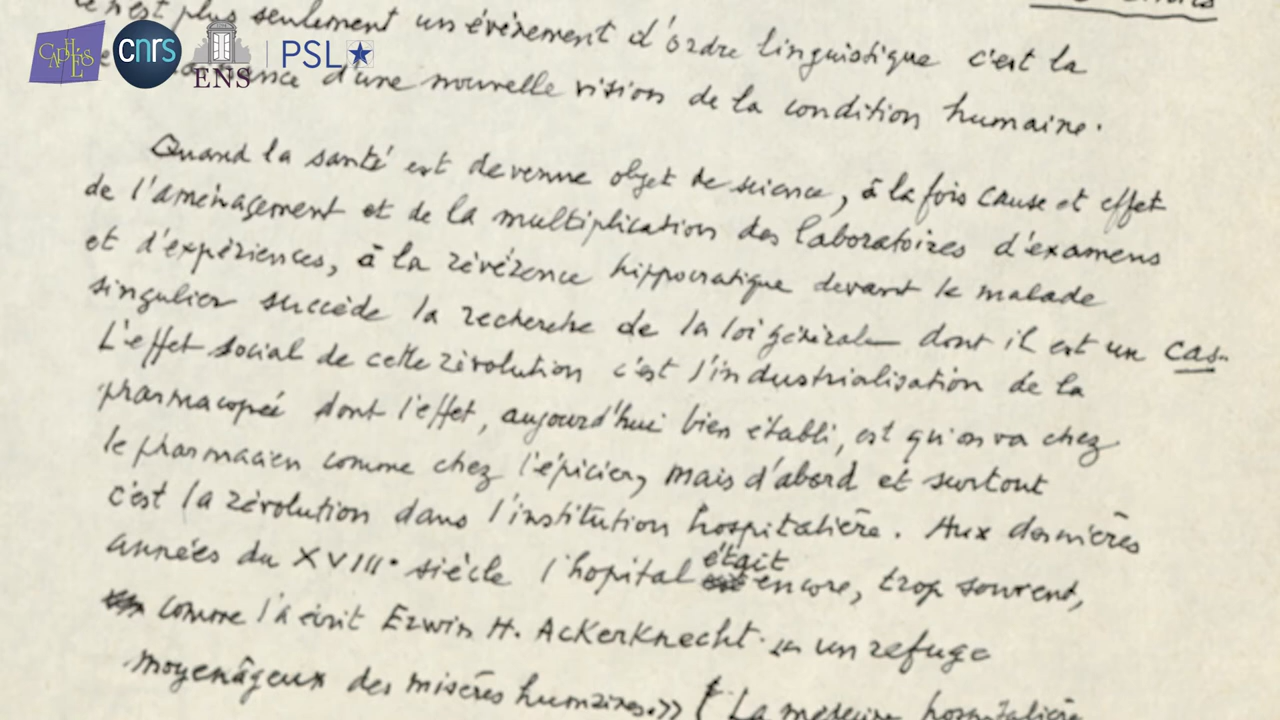 CAPHÉS
cnrs
ENS
PSL
n'est plus seulement un évènement d'ordre linguistique c'est la
d'une nouvelle vision de la condition humaine.
Quand la santé est devenue objet de science, à la fois cause et effet
de l'aménagement et de la multiplication des laboratoires d'examens
et d'expériences, à la révérence hippocratique devant le malade
singulier succède la recherche de la loi générale dont il est un cas.
L'effet social de cette révolution c'est l'industrialisation de la
pharmacopée dont l'effet, aujourd'hui bien établi, est qu'on va chez
le pharmacien comme chez l'épicier, mais d'abord et surtout
c'est la révolution dans l'institution hospitalière. Aux dernières
années du XVIII° siècle l'hopital était encore, trop souvent,
comme l'a écrit Erwin H. Ackerknecht « un refuge
moyenâgeux des misères humaines.» ( La médecine hospitalière